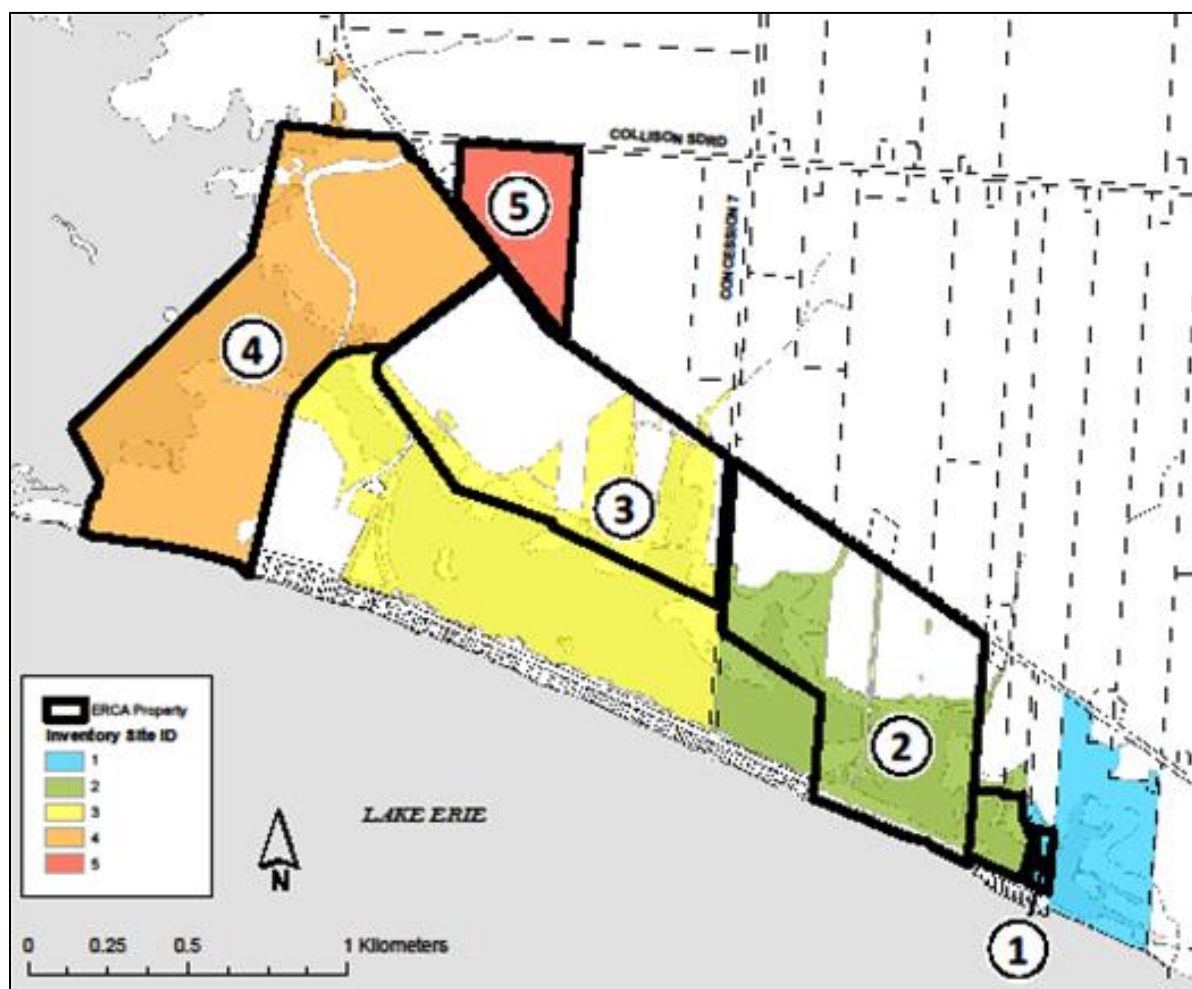 COLLISON SDRD
5
CONCESSION 7
4
3
2
ERCA Property
Inventory Site ID
1
2
3
4
5
LAKE ERIE
N
1
0 0.25 0.5 1 Kilometers